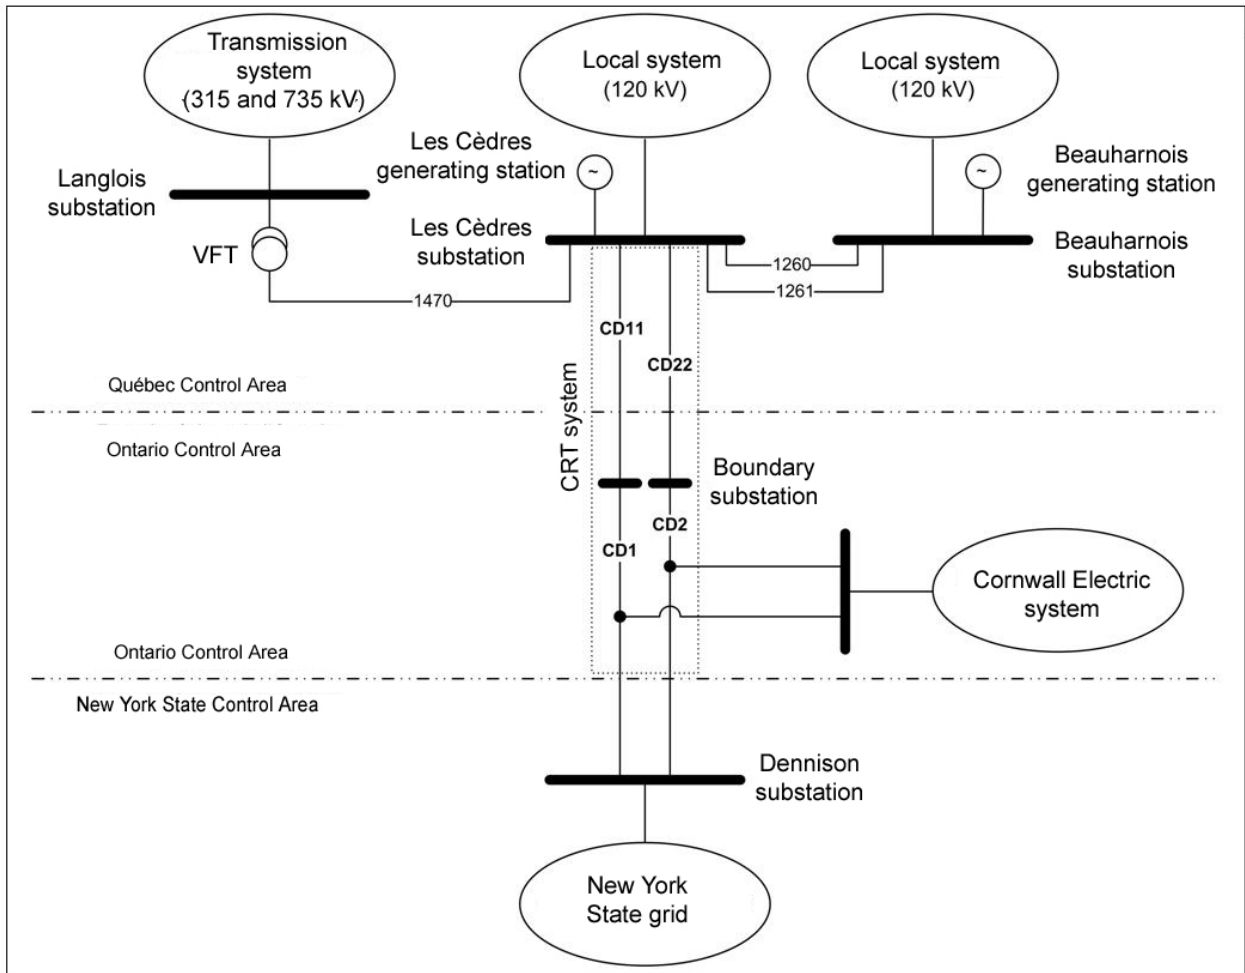 Transmission
system
(315 and 735 kV)
Local system
(120 kV)
Local system
(120 kV)
Les Cèdres
generating station
~
~
Beauharnois
generating station
Langlois
substation
VFT
Les Cèdres
substation
Beauharnois
substation
1260
1261
1470
CD11
CD22
CRT system
Québec Control Area
Ontario Control Area
Boundary
substation
CD2
CD1
Cornwall Electric
system
Ontario Control Area
New York State Control Area
Dennison
substation
New York
State grid